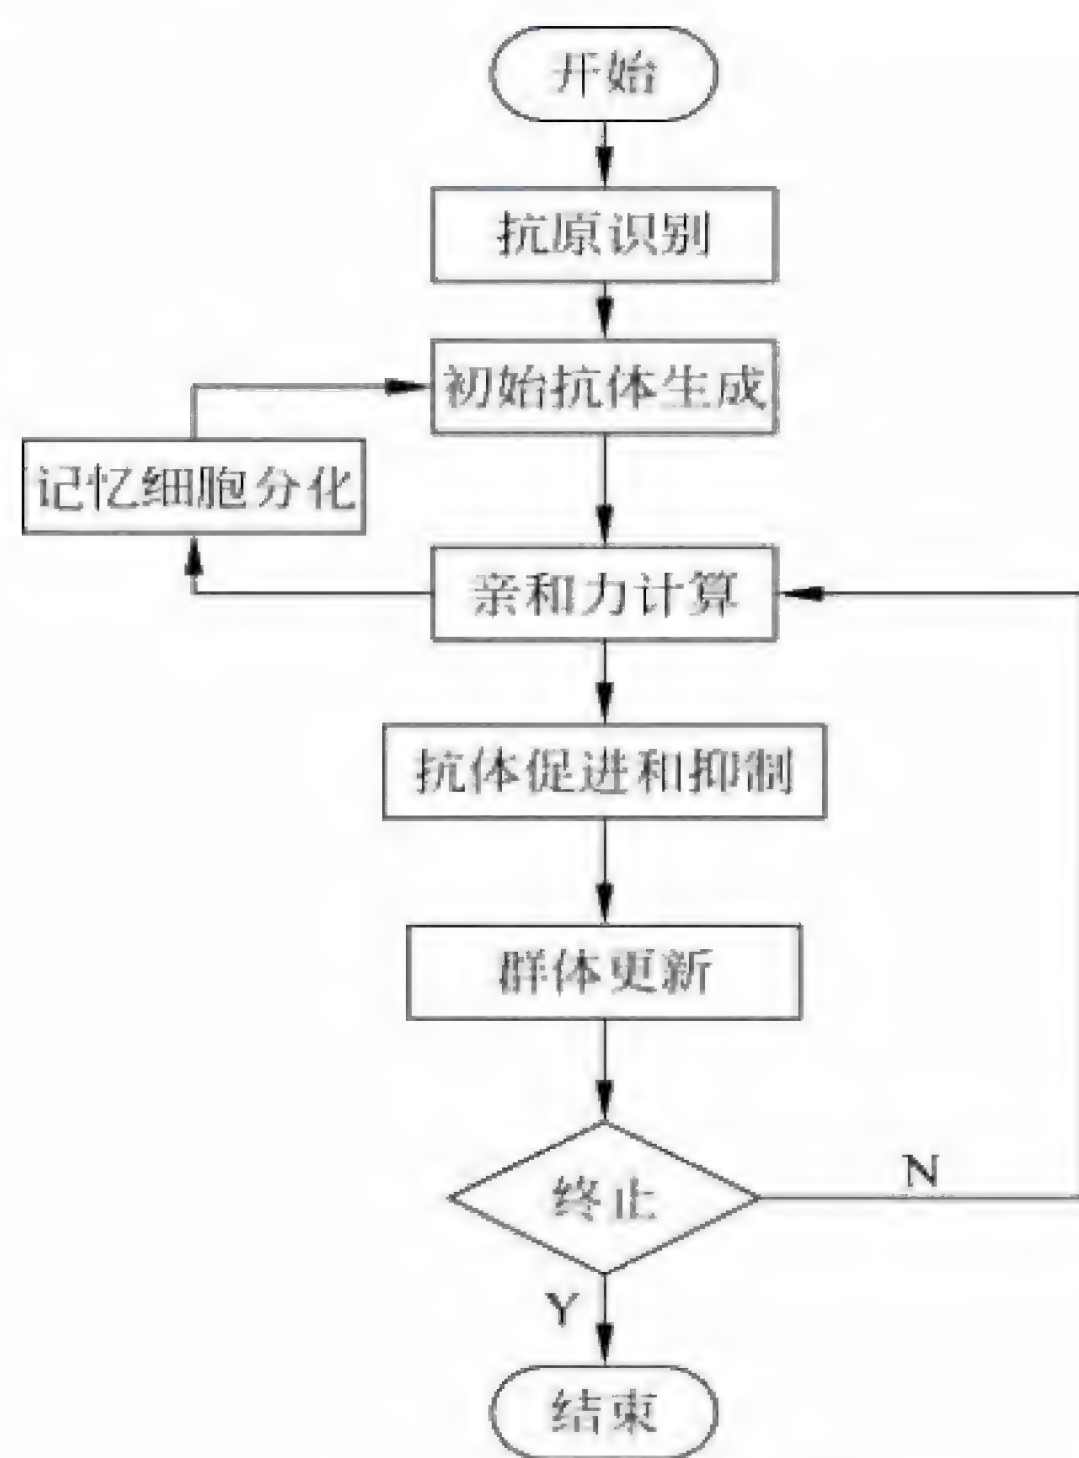 开始
抗原识别
初始抗体生成
记忆细胞分化
亲和力计算
抗体促进和抑制
群体更新
终止
N
Y
结束